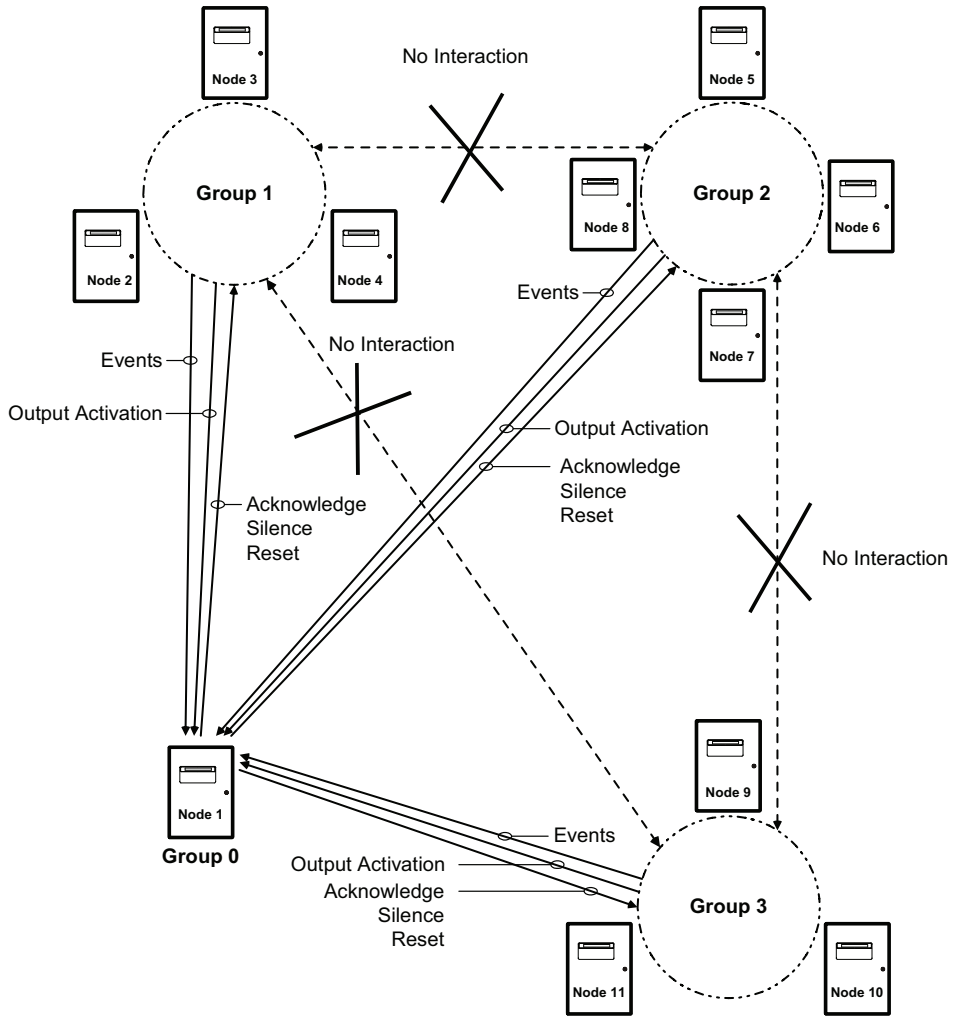 Node 3
No Interaction
Node 5
Group 1
Group 2
Node 8
Node 6
Node 2
Node 4
Events
Node 7
No Interaction
Events
Output Activation
Output Activation
Acknowledge
Silence
Reset
Acknowledge
Silence
Reset
No Interaction
Node 9
Node 1
Group 0
Events
Output Activation
Acknowledge
Silence
Reset
Group 3
Node 11
Node 10